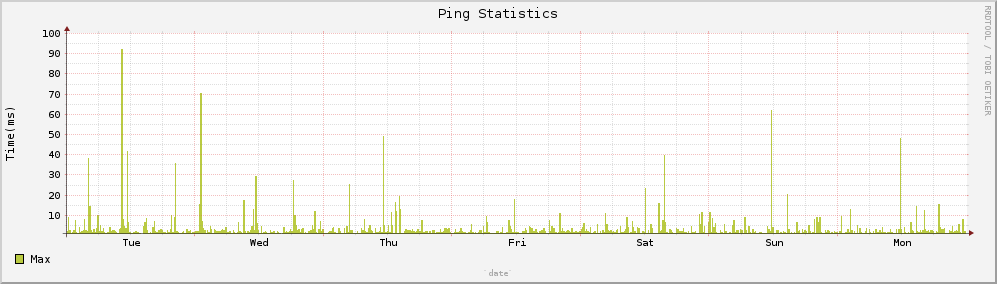 Ping Statistics
RRDTOOL / TOBI OETIKER
Time(ms)
100
90
80
70
60
50
40
30
20
10
Tue Wed Thu Fri Sat Sun Mon
Max
`date`